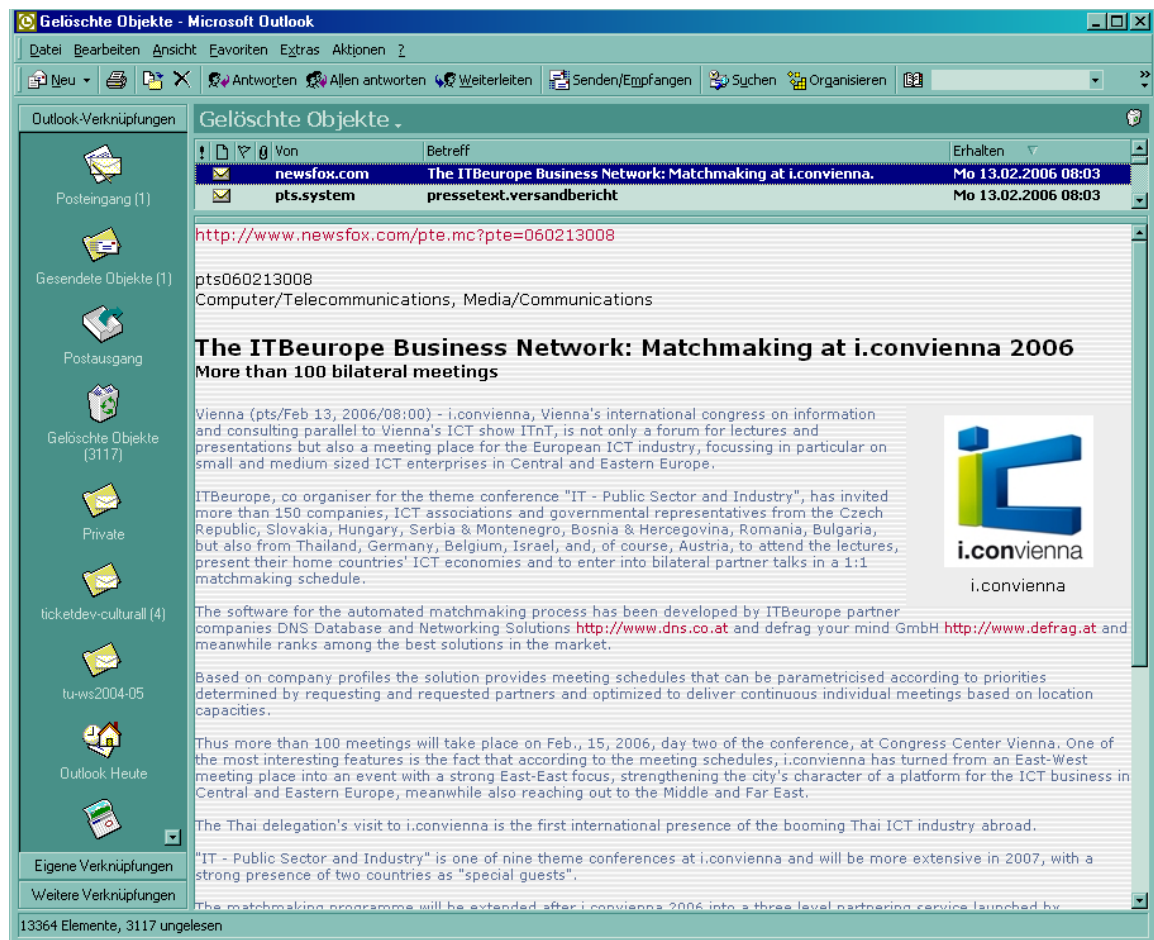 Gelöschte Objekte - Microsoft Outlook
Datei Bearbeiten Ansicht Favoriten Extras Aktionen ?
Neu Antworten Allen antworten Weiterleiten Senden/Empfangen Suchen Organisieren
Outlook-Verknüpfungen
Posteingang (1)
Gesendete Objekte (1)
Postausgang
Gelöschte Objekte
(3117)
Private
ticketdev-culturall (4)
tu-ws2004-05
Outlook Heute
Eigene Verknüpfungen
Weitere Verknüpfungen
Gelöschte Objekte
! Von Betreff Erhalten
newsfox.com The ITBeurope Business Network: Matchmaking at i.convienna. Mo 13.02.2006 08:03
pts.system pressetext.versandbericht Mo 13.02.2006 08:03
http://www.newsfox.com/pte.mc?pte=060213008
pts060213008
Computer/Telecommunications, Media/Communications
The ITBeurope Business Network: Matchmaking at i.convienna 2006
More than 100 bilateral meetings
Vienna (pts/Feb 13, 2006/08:00) - i.convienna, Vienna's international congress on information
and consulting parallel to Vienna's ICT show ITnT, is not only a forum for lectures and
presentations but also a meeting place for the European ICT industry, focussing in particular on
small and medium sized ICT enterprises in Central and Eastern Europe.
ITBeurope, co organiser for the theme conference "IT - Public Sector and Industry", has invited
more than 150 companies, ICT associations and governmental representatives from the Czech
Republic, Slovakia, Hungary, Serbia & Montenegro, Bosnia & Hercegovina, Romania, Bulgaria,
but also from Thailand, Germany, Belgium, Israel, and, of course, Austria, to attend the lectures,
present their home countries' ICT economies and to enter into bilateral partner talks in a 1:1
matchmaking schedule.
i.convienna
i.convienna
The software for the automated matchmaking process has been developed by ITBeurope partner
companies DNS Database and Networking Solutions http://www.dns.co.at and defrag your mind GmbH http://www.defrag.at and
meanwhile ranks among the best solutions in the market.
Based on company profiles the solution provides meeting schedules that can be parametricised according to priorities
determined by requesting and requested partners and optimized to deliver continuous individual meetings based on location
capacities.
Thus more than 100 meetings will take place on Feb., 15, 2006, day two of the conference, at Congress Center Vienna. One of
the most interesting features is the fact that according to the meeting schedules, i.convienna has turned from an East-West
meeting place into an event with a strong East-East focus, strengthening the city's character of a platform for the ICT business in
Central and Eastern Europe, meanwhile also reaching out to the Middle and Far East.
The Thai delegation's visit to i.convienna is the first international presence of the booming Thai ICT industry abroad.
"IT - Public Sector and Industry" is one of nine theme conferences at i.convienna and will be more extensive in 2007, with a
strong presence of two countries as "special guests".
The matchmaking programme will be extended after i.convienna 2006 into a three level partnering service launched by
13364 Elemente, 3117 ungelesen